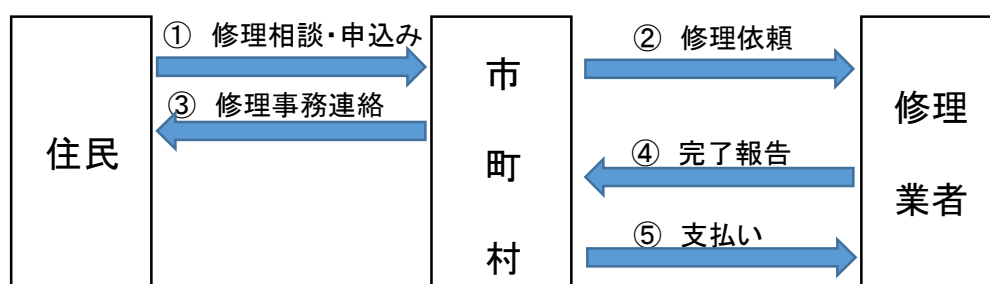 ① 修理相談・申込み
② 修理依頼
③ 修理事務連絡
④ 完了報告
⑤ 支払い
住民
市
町
村
修理
業者